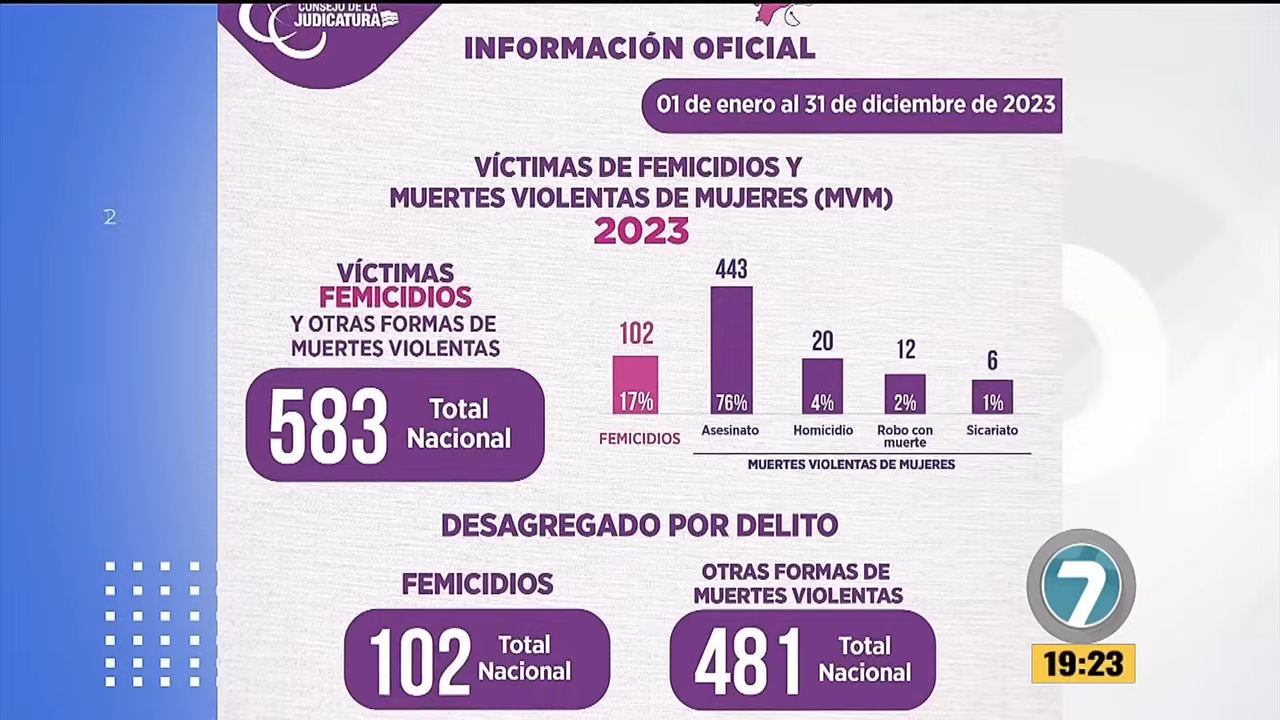 CONSEJO DE LA
JUDICATURA
INFORMACIÓN OFICIAL
01 de enero al 31 de diciembre de 2023
VÍCTIMAS DE FEMICIDIOS Y
MUERTES VIOLENTAS DE MUJERES (MVM)
2023
VÍCTIMAS
FEMICIDIOS
Y OTRAS FORMAS DE
MUERTES VIOLENTAS
583 Total
Nacional
102
443
20
12
6
17%
76%
4%
2%
1%
FEMICIDIOS
Asesinato
Homicidio
Robo con
muerte
Sicariato
MUERTES VIOLENTAS DE MUJERES
DESAGREGADO POR DELITO
FEMICIDIOS
102 Total
Nacional
OTRAS FORMAS DE
MUERTES VIOLENTAS
481 Total
Nacional
2
7
19:23